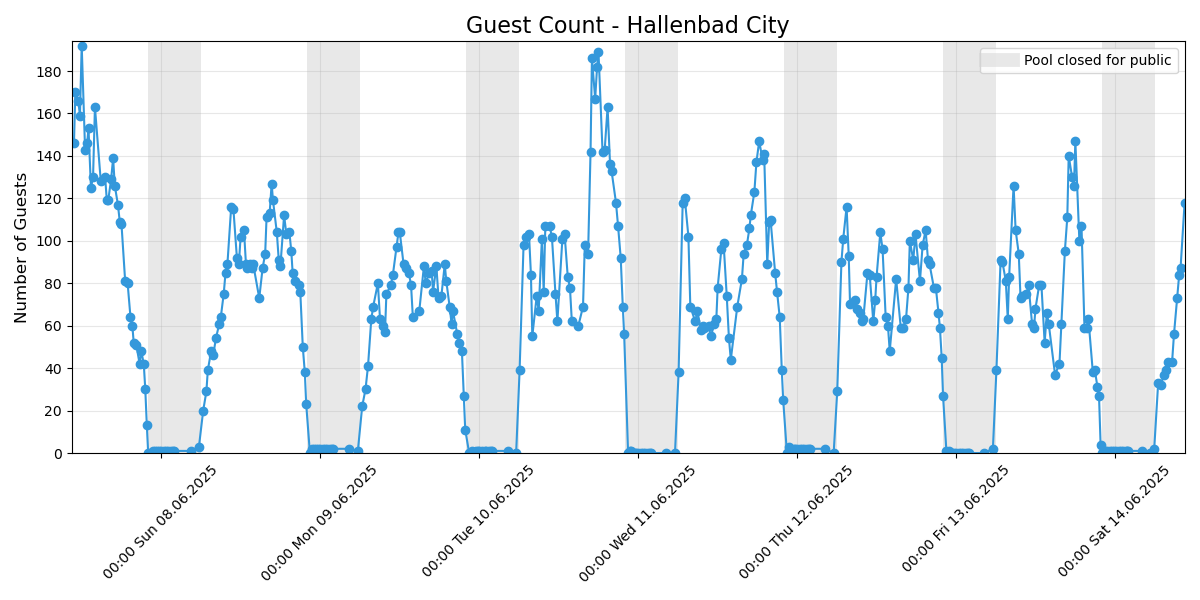 Guest Count - Hallenbad City
Pool closed for public
Number of Guests
180
160
140
120
100
80
60
40
20
0
00:00 Sun 08.06.2025
00:00 Mon 09.06.2025
00:00 Tue 10.06.2025
00:00 Wed 11.06.2025
00:00 Thu 12.06.2025
00:00 Fri 13.06.2025
00:00 Sat 14.06.2025